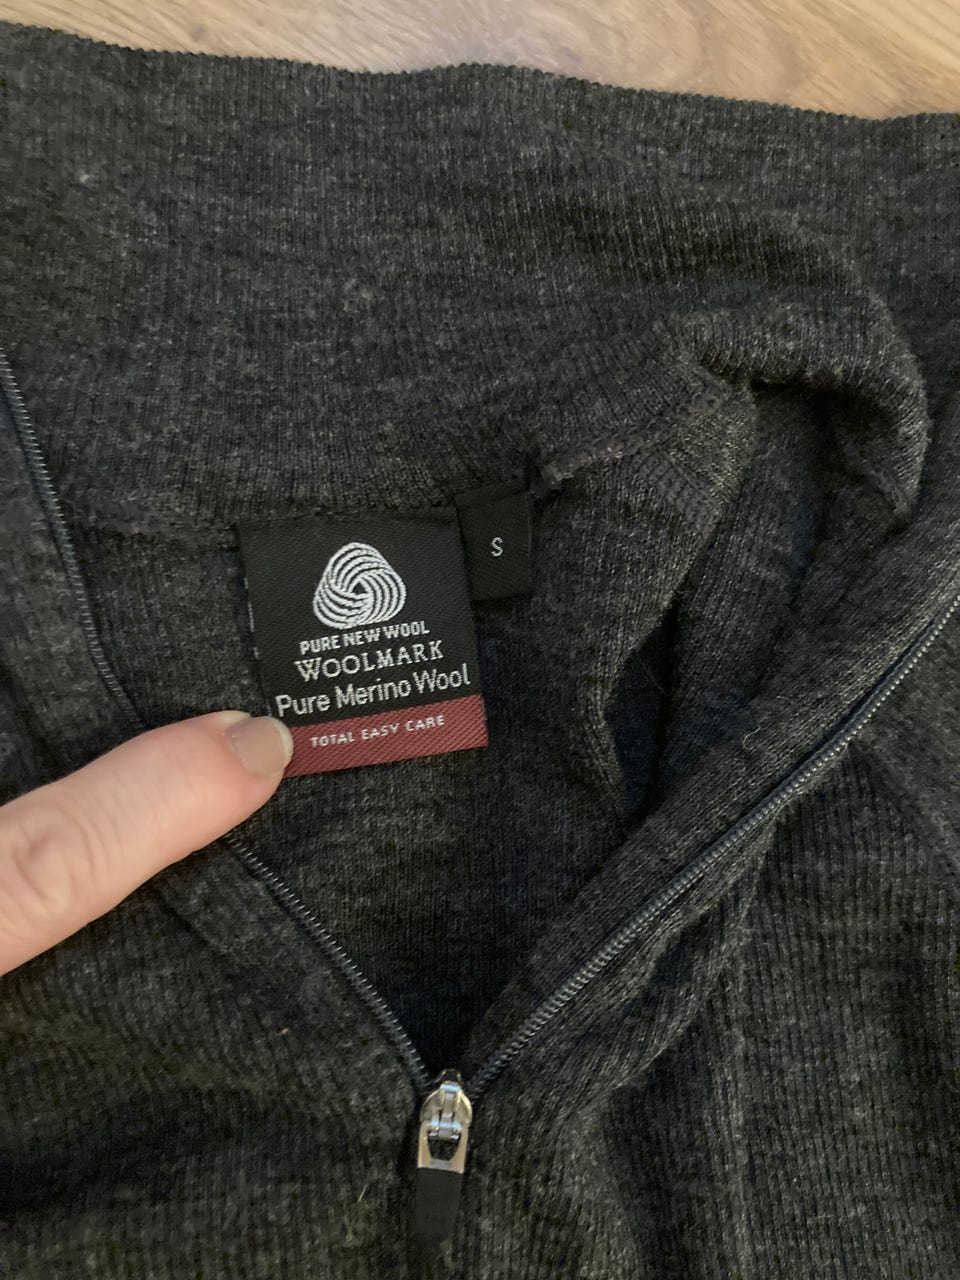 S
PURE NEW WOOL
WOOLMARK
Pure Merino Wool
TOTAL EASY CARE